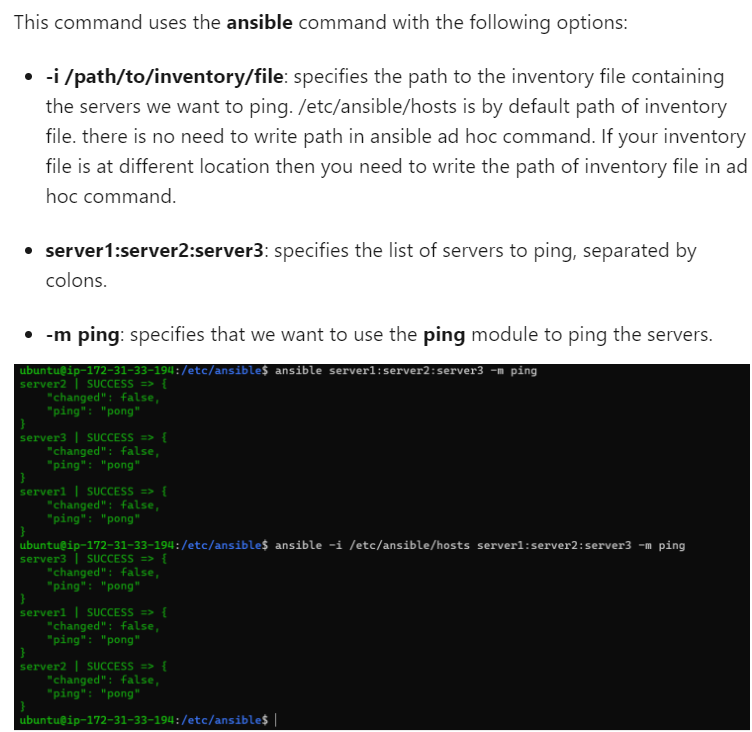 This command uses the ansible command with the following options:
• -i /path/to/inventory/file: specifies the path to the inventory file containing
the servers we want to ping. /etc/ansible/hosts is by default path of inventory
file. there is no need to write path in ansible ad hoc command. If your inventory
file is at different location then you need to write the path of inventory file in ad
hoc command.
• server1:server2:server3: specifies the list of servers to ping, separated by
colons.
• -m ping: specifies that we want to use the ping module to ping the servers.
ubuntu@ip-172-31-33-194:/etc/ansible$ ansible server1:server2:server3 -m ping
server2 | SUCCESS => {
    "changed": false,
    "ping": "pong"
}
server3 | SUCCESS => {
    "changed": false,
    "ping": "pong"
}
server1 | SUCCESS => {
    "changed": false,
    "ping": "pong"
}
ubuntu@ip-172-31-33-194:/etc/ansible$ ansible -i /etc/ansible/hosts server1:server2:server3 -m ping
server3 | SUCCESS => {
    "changed": false,
    "ping": "pong"
}
server1 | SUCCESS => {
    "changed": false,
    "ping": "pong"
}
server2 | SUCCESS => {
    "changed": false,
    "ping": "pong"
}
ubuntu@ip-172-31-33-194:/etc/ansible$